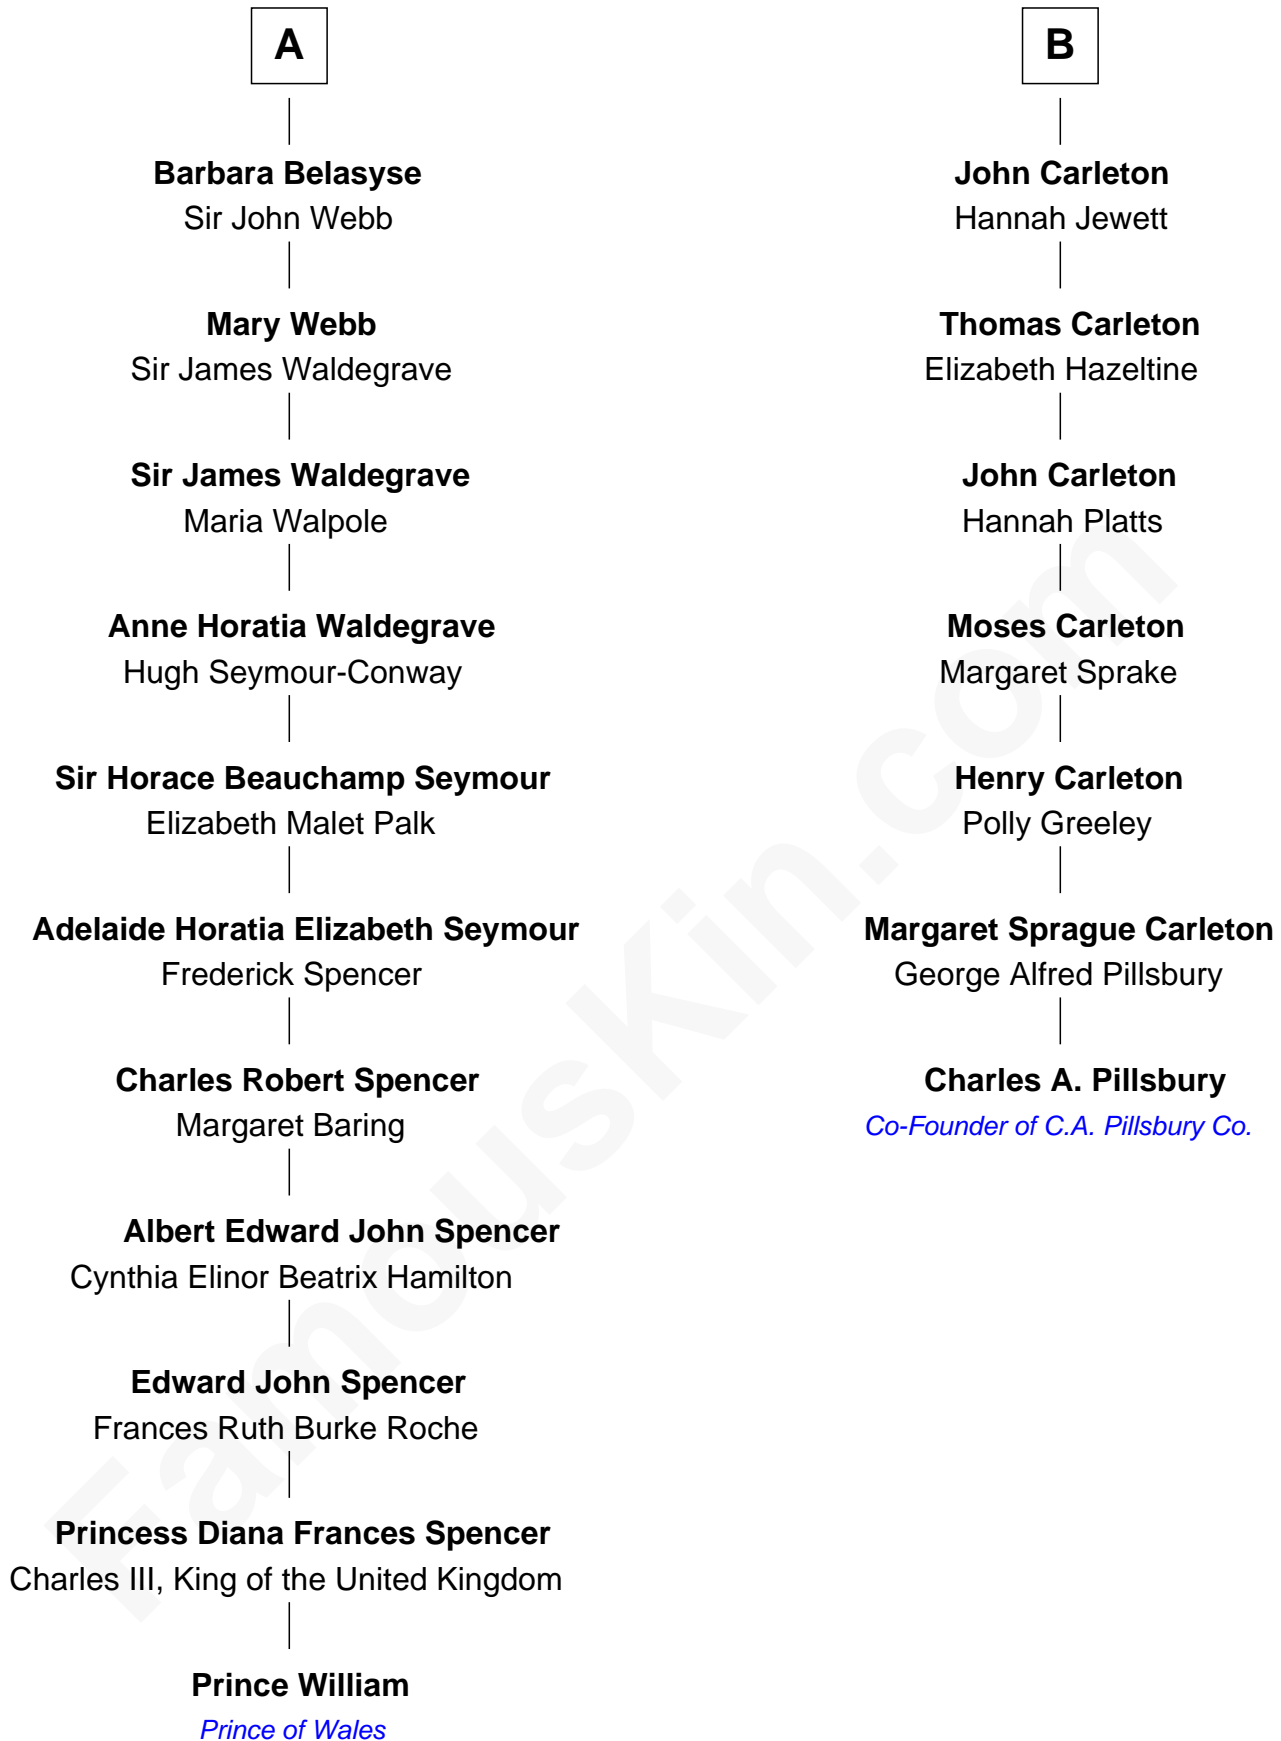 A
Barbara Belasyse
Sir John Webb
Mary Webb
Sir James Waldegrave
Sir James Waldegrave
Maria Walpole
Anne Horatia Waldegrave
Hugh Seymour-Conway
Sir Horace Beauchamp Seymour
Elizabeth Malet Palk
Adelaide Horatia Elizabeth Seymour
Frederick Spencer
Charles Robert Spencer
Margaret Baring
Albert Edward John Spencer
Cynthia Elinor Beatrix Hamilton
Edward John Spencer
Frances Ruth Burke Roche
Princess Diana Frances Spencer
Charles III, King of the United Kingdom
Prince William
Prince of Wales
B
John Carleton
Hannah Jewett
Thomas Carleton
Elizabeth Hazeltine
John Carleton
Hannah Platts
Moses Carleton
Margaret Sprake
Henry Carleton
Polly Greeley
Margaret Sprague Carleton
George Alfred Pillsbury
Charles A. Pillsbury
Co-Founder of C.A. Pillsbury Co.
FamousKin.com